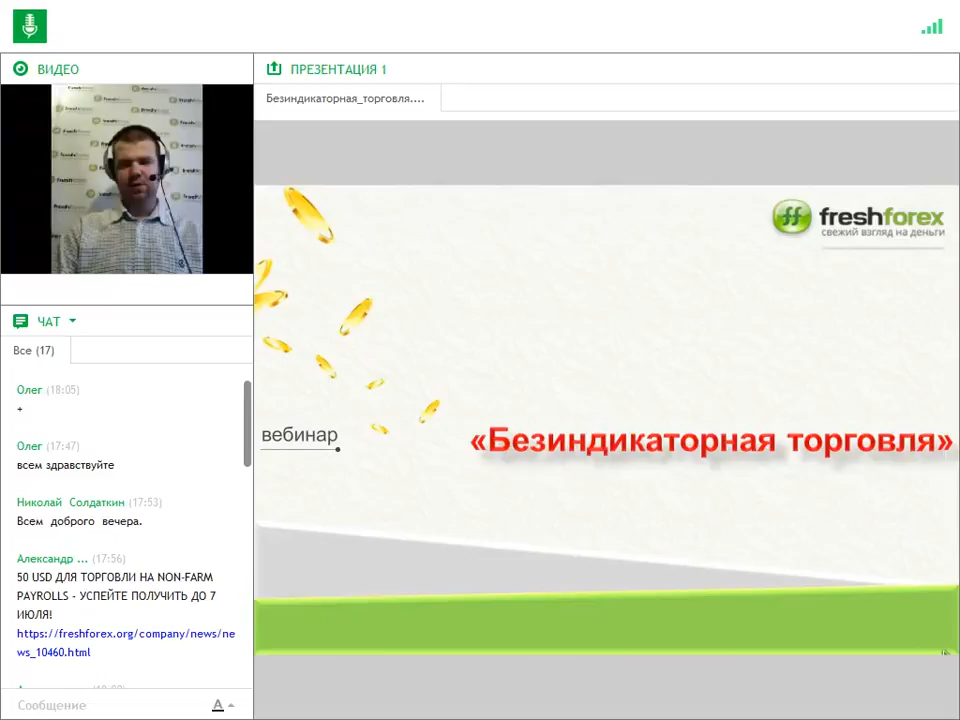 ВИДЕО
ПРЕЗЕНТАЦИЯ 1
Безиндикаторная_торговля....
freshforex
свежий взгляд на деньги
вебинар
«Безиндикаторная торговля»
ЧАТ
Все (17)
Олег (18:05)
+
Олег (17:47)
всем здравствуйте
Николай Солдаткин (17:53)
Всем доброго вечера.
Александр ... (17:56)
50 USD ДЛЯ ТОРГОВЛИ НА NON-FARM
PAYROLLS - УСПЕЙТЕ ПОЛУЧИТЬ ДО 7
ИЮЛЯ!
https://freshforex.org/company/news/ne
ws_10460.html
Сообщение
A